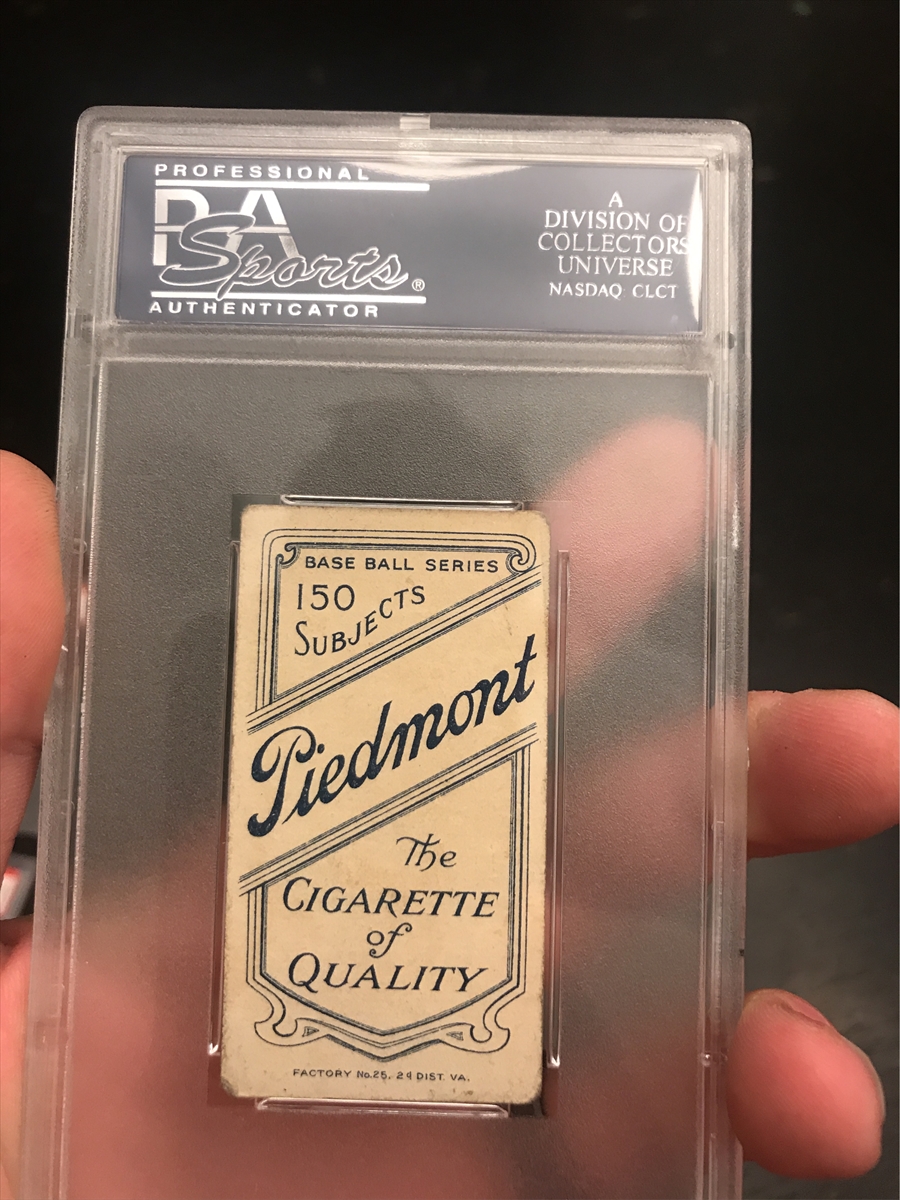 PROFESSIONAL
PSA
Sports®
AUTHENTICATOR
A
DIVISION OF
COLLECTORS
UNIVERSE
NASDAQ: CLCT
BASE BALL SERIES
150
SUBJECTS
Piedmont
The
CIGARETTE
of
QUALITY
FACTORY No.25, 2d DIST. VA.